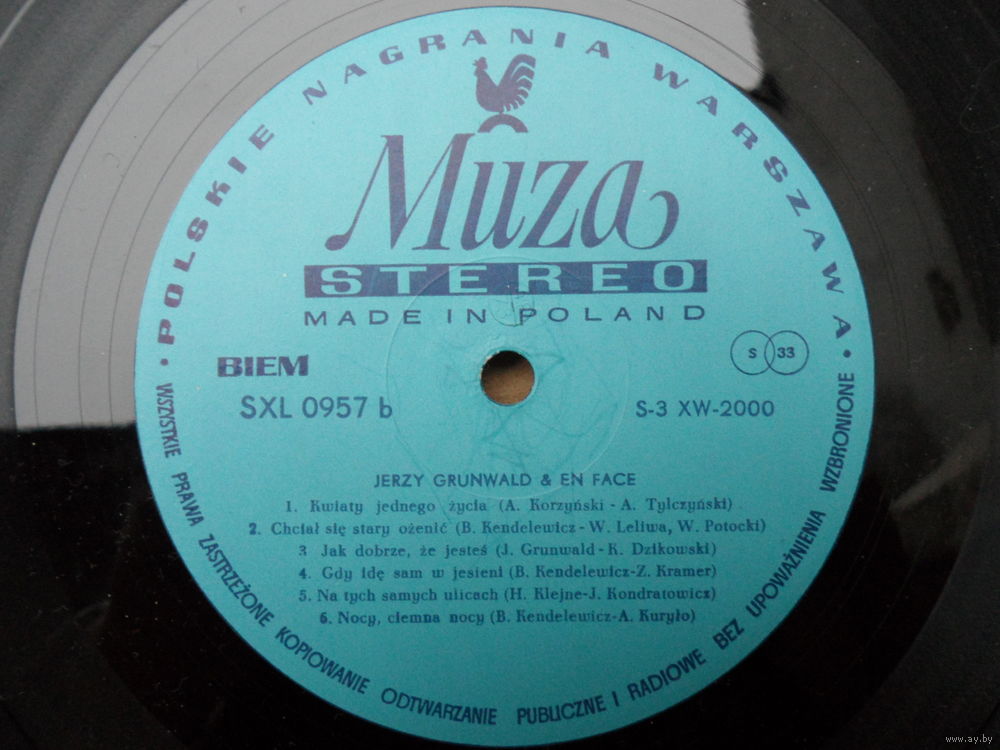 • POLSKIE NAGRANIA WARSZAWA •
Muza
STEREO
MADE IN POLAND
BIEM
S 33
SXL 0957 b
S-3 XW-2000
JERZY GRUNWALD & EN FACE
1. Kwiaty jednego życia (A. Korzyński - A. Tylczyński)
2. Chciał się stary ożenić (B. Kendelewicz - W. Leliwa, W. Potocki)
3 Jak dobrze, że jesteś (J. Grunwald - K. Dzikowski)
4. Gdy idę sam w jesieni (B. Kendelewicz-Z. Kramer)
5. Na tych samych ulicach (H. Klejne-J. Kondratowicz)
6. Nocy, ciemna nocy (B. Kendelewicz-A. Kuryło)
WSZYSTKIE PRAWA ZASTRZEŻONE KOPIOWANIE ODTWARZANIE PUBLICZNE I RADIOWE BEZ UPOWAŻNIENIA WZBRONIONE
www.ay.by